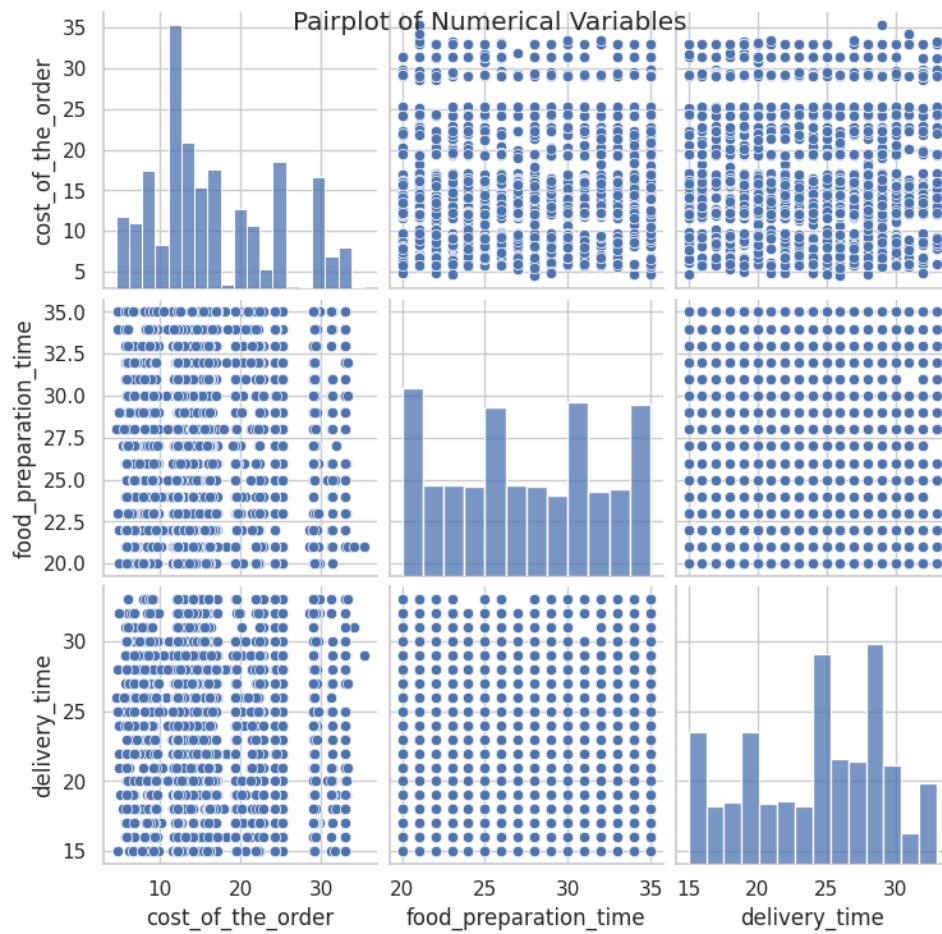 Pairplot of Numerical Variables
cost_of_the_order
35
30
25
20
15
10
5
food_preparation_time
35.0
32.5
30.0
27.5
25.0
22.5
20.0
delivery_time
30
25
20
15
10 20 30
20 25 30 35
15 20 25 30
cost_of_the_order food_preparation_time delivery_time